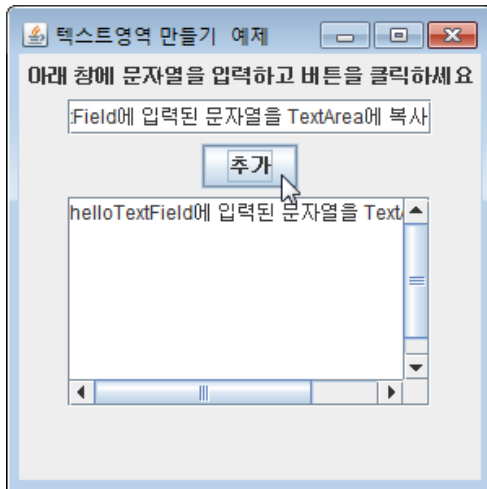 텍스트영역 만들기 예제
아래 창에 문자열을 입력하고 버튼을 클릭하세요
:Field에 입력된 문자열을 TextArea에 복사
추가
helloTextField에 입력된 문자열을 Text